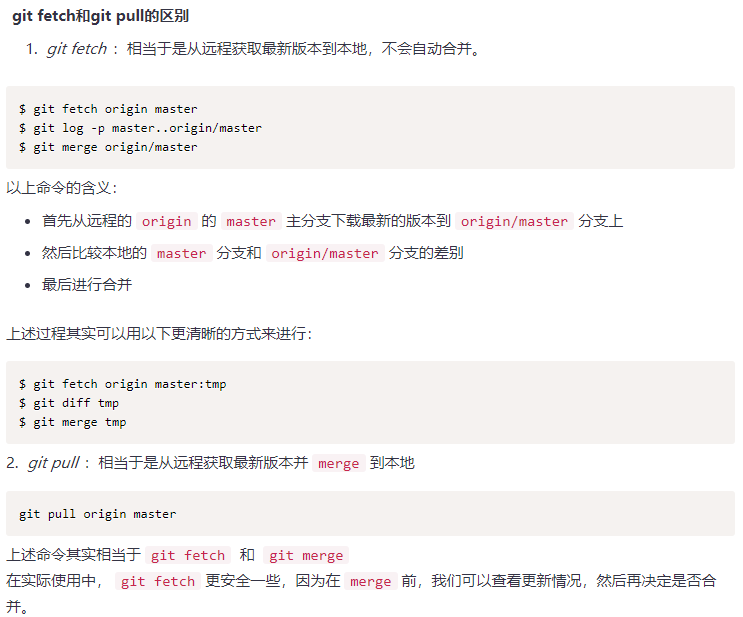 git fetch和git pull的区别
1. git fetch ：相当于是从远程获取最新版本到本地，不会自动合并。
$ git fetch origin master
$ git log -p master..origin/master
$ git merge origin/master
以上命令的含义：
• 首先从远程的 origin 的 master 主分支下载最新的版本到 origin/master 分支上
• 然后比较本地的 master 分支和 origin/master 分支的差别
• 最后进行合并
上述过程其实可以用以下更清晰的方式来进行：
$ git fetch origin master:tmp
$ git diff tmp
$ git merge tmp
2. git pull ：相当于是从远程获取最新版本并 merge 到本地
git pull origin master
上述命令其实相当于 git fetch 和 git merge
在实际使用中， git fetch 更安全一些，因为在 merge 前，我们可以查看更新情况，然后再决定是否合
并。